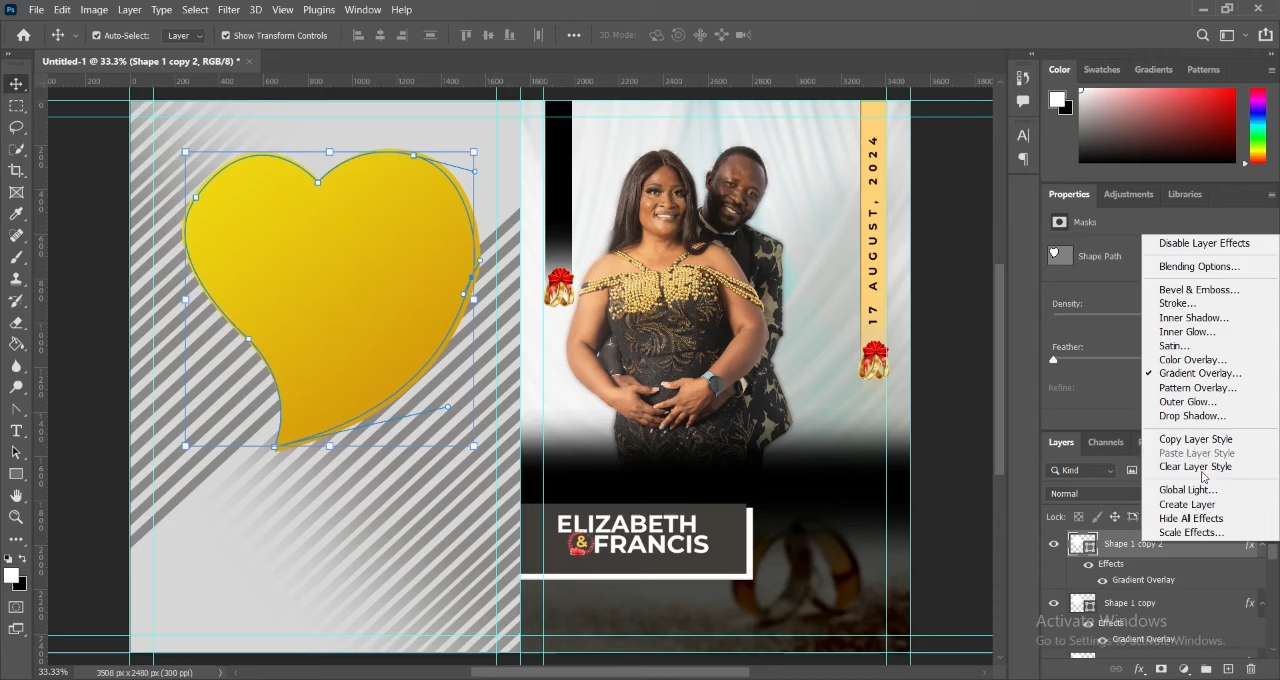 Ps File Edit Image Layer Type Select Filter 3D View Plugins Window Help
Auto-Select: Layer Show Transform Controls 3D Mode:
Untitled-1 @ 33.3% (Shape 1 copy 2, RGB/8) *
Color Swatches Gradients Patterns
17 AUGUST, 2024
Properties Adjustments Libraries
Masks
Shape Path
Density:
Feather:
Refine:
Disable Layer Effects
Blending Options...
Bevel & Emboss...
Stroke...
Inner Shadow...
Inner Glow...
Satin...
Color Overlay...
Gradient Overlay...
Pattern Overlay...
Outer Glow...
Drop Shadow...
Copy Layer Style
Paste Layer Style
Clear Layer Style
Global Light...
Create Layer
Hide All Effects
Scale Effects...
Layers Channels
Kind
Normal
Lock:
Shape 1 copy 2 fx
Effects
Gradient Overlay
Shape 1 copy fx
Effects
Gradient Overlay
ELIZABETH
& FRANCIS
Activate Windows
Go to Settings to activate Windows.
33.33% 3508 px x 2480 px (300 ppi)